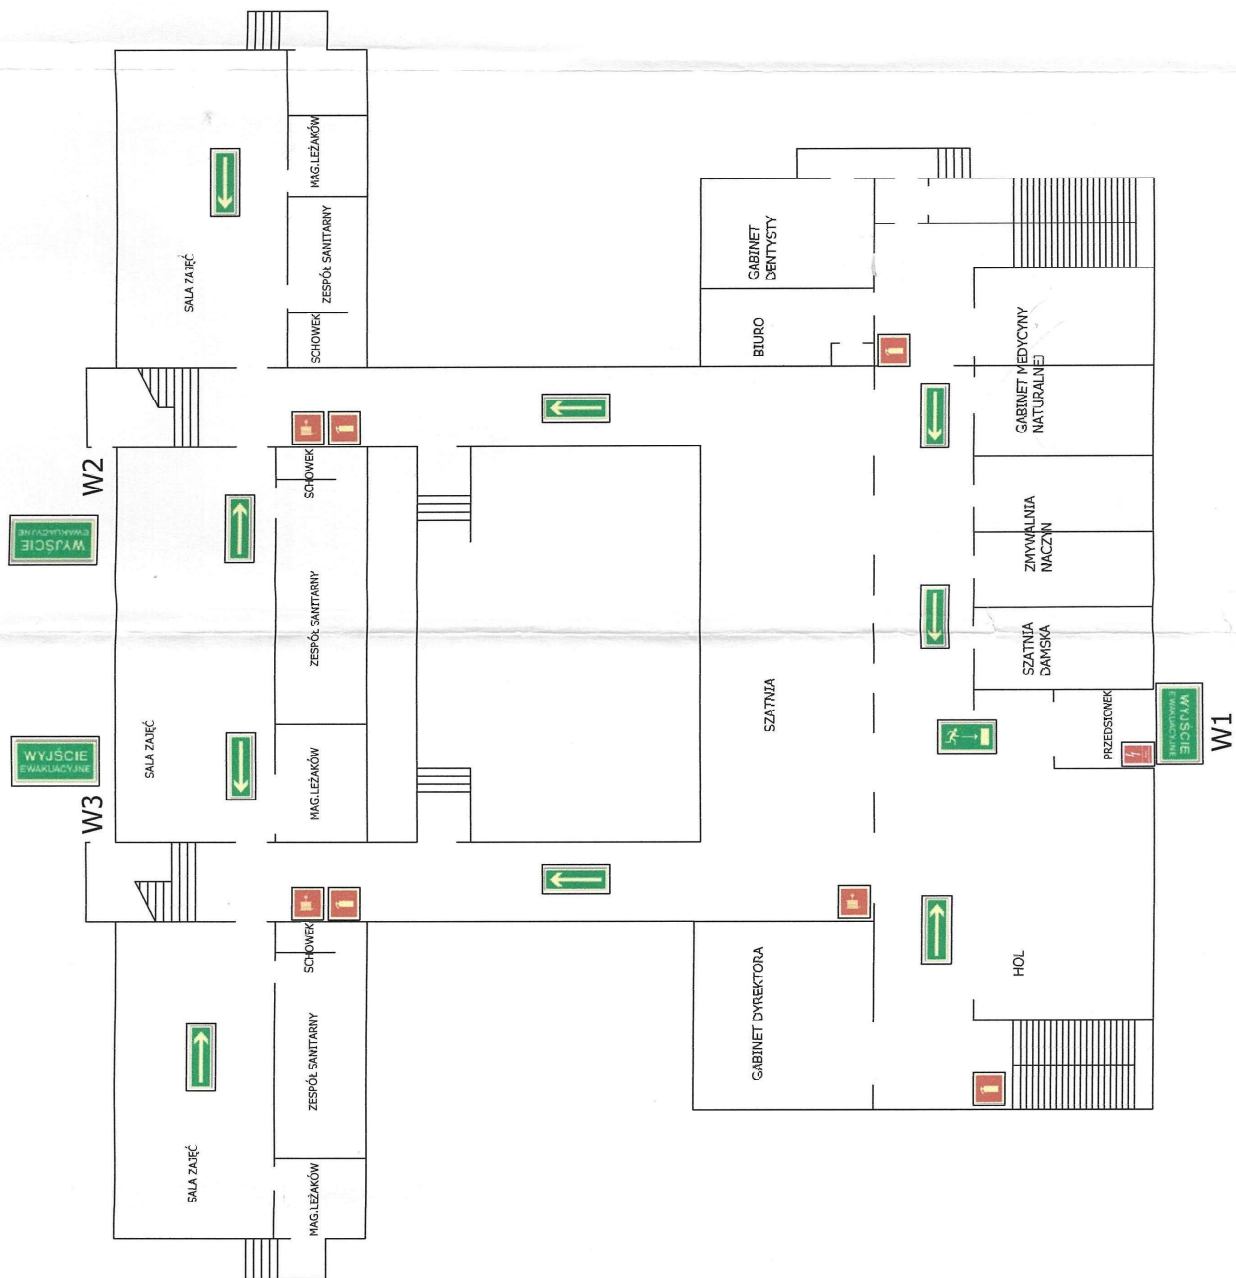 SALA ZAJĘĆ
MAG.LEŻAKÓW
ZESPÓŁ SANITARNY
SCHOWEK
W2
WYJŚCIE
EWAKUACYJNE
SALA ZAJĘĆ
SCHOWEK
ZESPÓŁ SANITARNY
MAG.LEŻAKÓW
WYJŚCIE
EWAKUACYJNE
W3
SALA ZAJĘĆ
SCHOWEK
ZESPÓŁ SANITARNY
MAG.LEŻAKÓW
GABINET
DENTYSTY
BIURO
GABINET MEDYCYNY
NATURALNEJ
ZMYWALNIA
NACZYN
SZATNIA
DAMSKA
SZATNIA
PRZEDSIONEK
WYJŚCIE
EWAKUACYJNE
W1
GABINET DYREKTORA
HOL